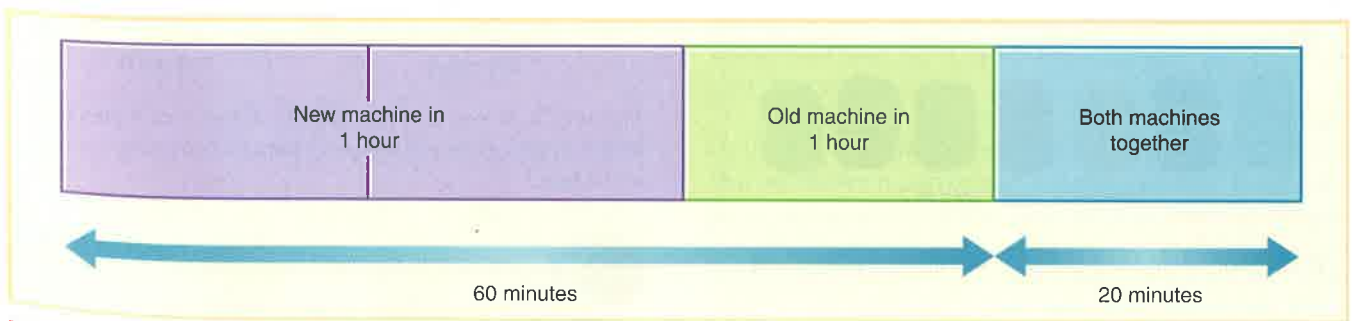 New machine in
1 hour
Old machine in
1 hour
Both machines
together
60 minutes
20 minutes